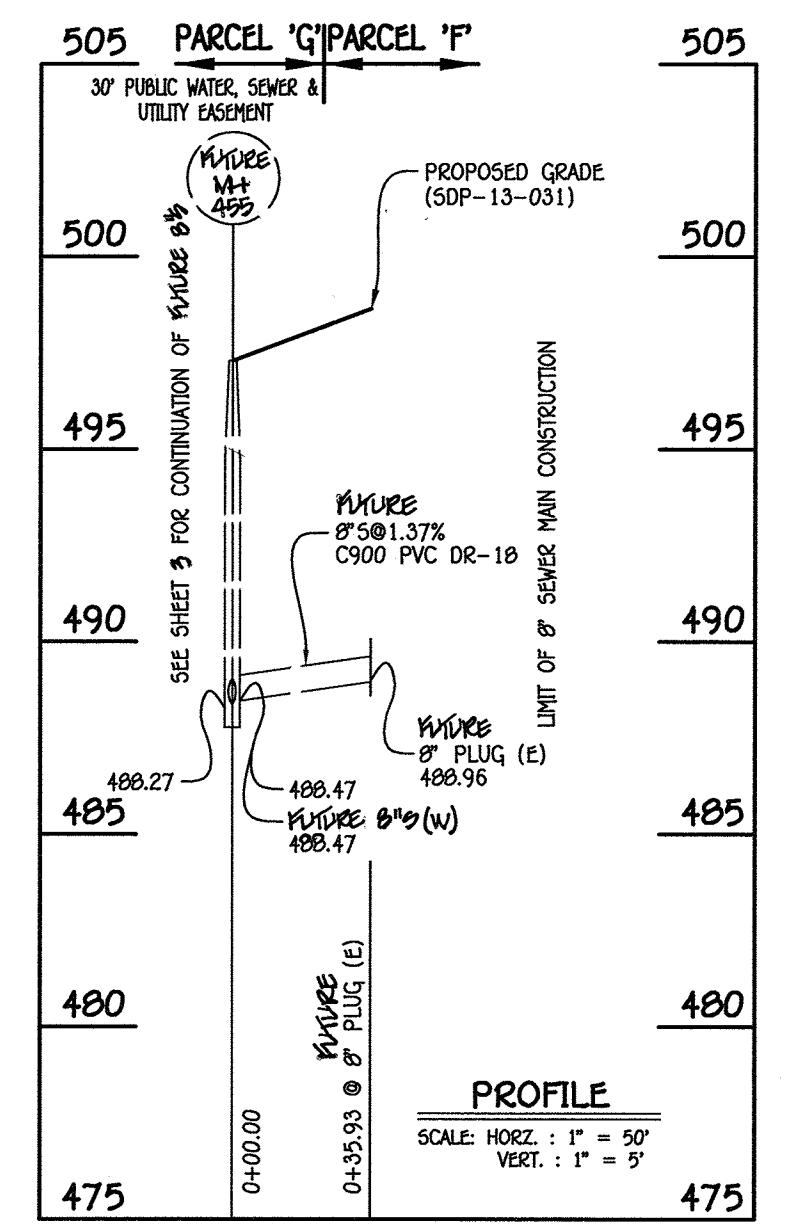 505
PARCEL 'G'
PARCEL 'F'
505
30' PUBLIC WATER, SEWER &
UTILITY EASEMENT
FUTURE
MH
455
PROPOSED GRADE
(SDP-13-031)
500
500
SEE SHEET 3 FOR CONTINUATION OF FUTURE 8"S
495
495
FUTURE
8"S@1.37%
C900 PVC DR-18
LIMIT OF 8" SEWER MAIN CONSTRUCTION
490
490
FUTURE
8" PLUG (E)
488.96
488.27
488.47
FUTURE 8"S (W)
488.47
485
485
FUTURE
0+35.93 @ 8" PLUG (E)
0+00.00
480
480
PROFILE
SCALE: HORZ. : 1" = 50'
VERT. : 1" = 5'
475
475